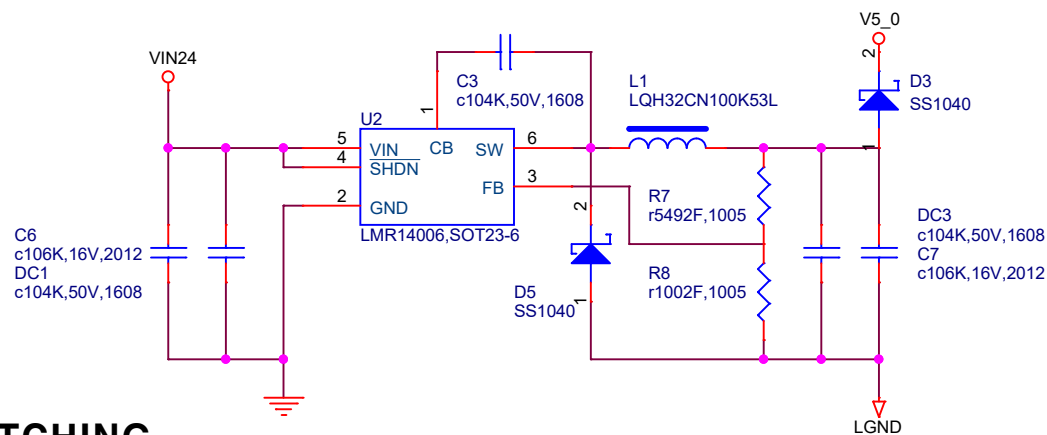 V5_0
2
VIN24
C3
c104K,50V,1608
L1
LQH32CN100K53L
D3
SS1040
1
U2
5
VIN
CB
SW
6
1
4
SHDN
3
FB
2
GND
LMR14006,SOT23-6
R7
r5492F,1005
2
C6
c106K,16V,2012
DC1
c104K,50V,1608
DC3
c104K,50V,1608
C7
c106K,16V,2012
R8
r1002F,1005
D5
SS1040
1
LGND